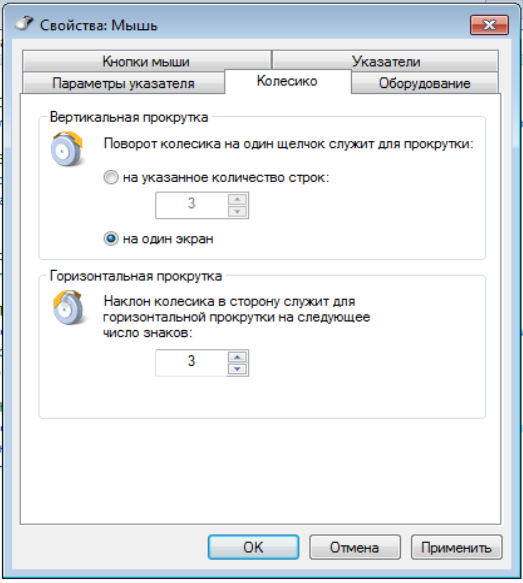 Свойства: Мышь
Кнопки мыши
Указатели
Параметры указателя
Колесико
Оборудование
Вертикальная прокрутка
Поворот колесика на один щелчок служит для прокрутки:
на указанное количество строк:
3
на один экран
Горизонтальная прокрутка
Наклон колесика в сторону служит для
горизонтальной прокрутки на следующее
число знаков:
3
OK
Отмена
Применить